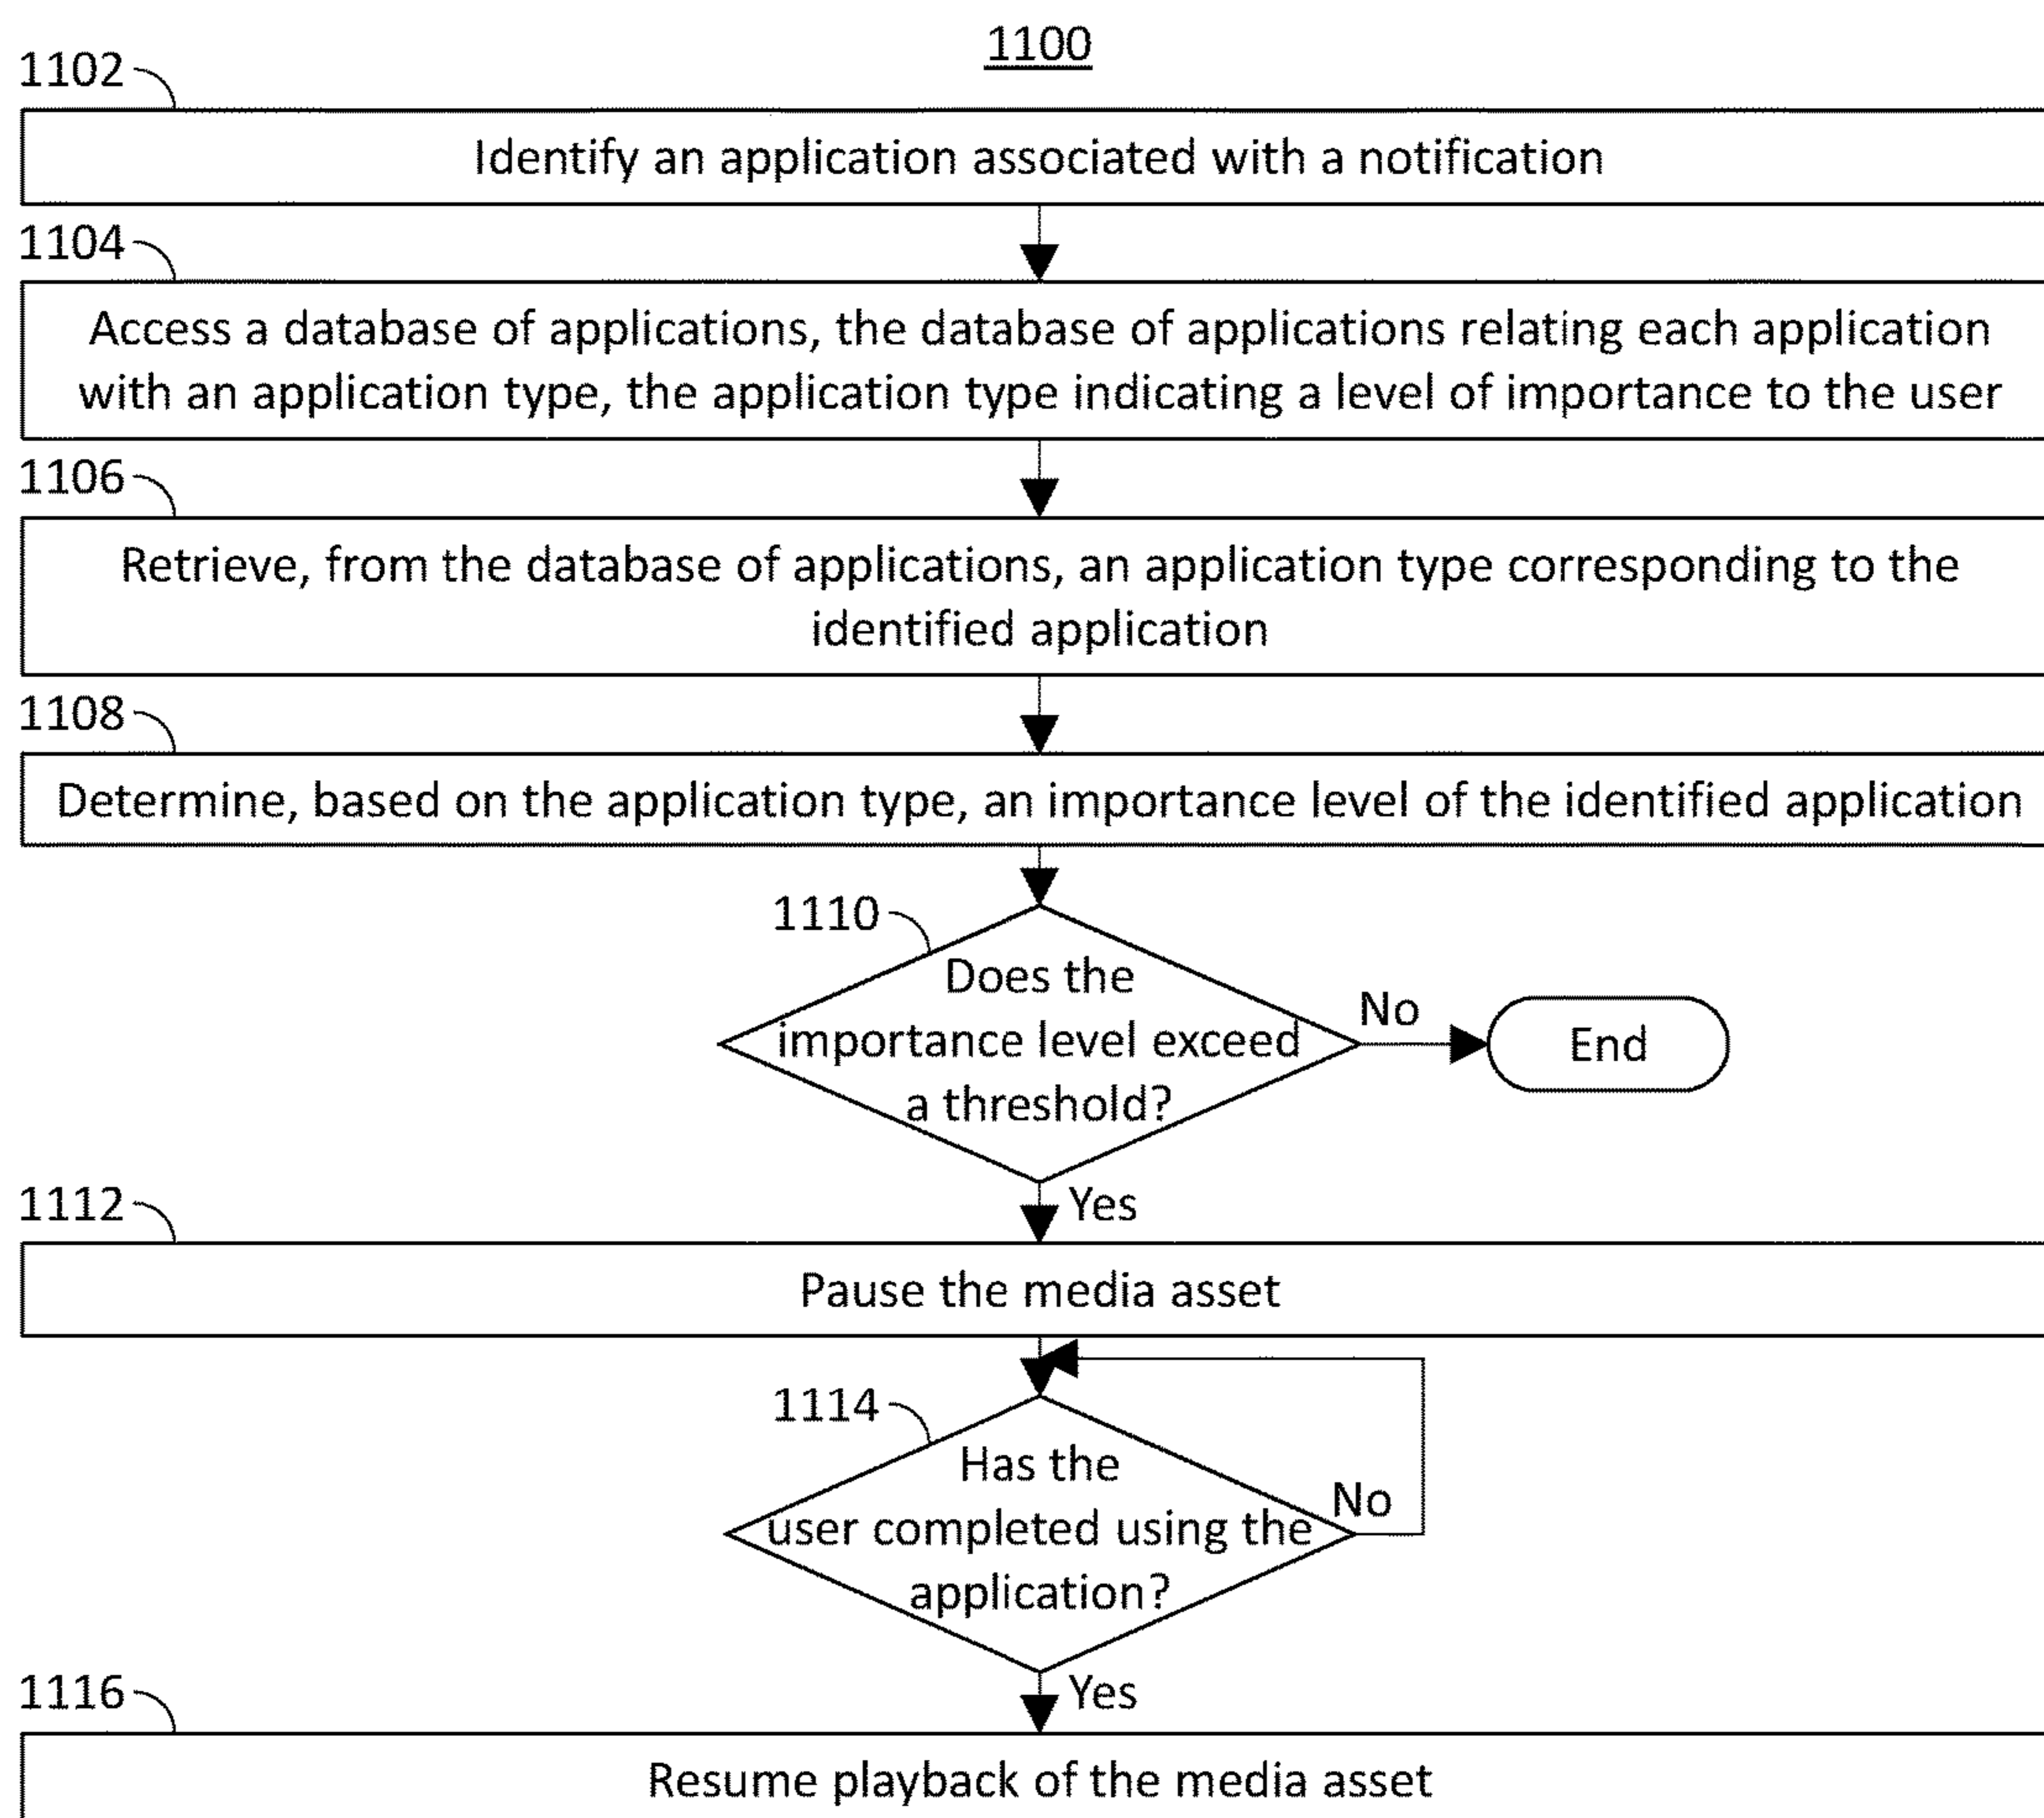 1100
1102
Identify an application associated with a notification
1104
Access a database of applications, the database of applications relating each application
with an application type, the application type indicating a level of importance to the user
1106
Retrieve, from the database of applications, an application type corresponding to the
identified application
1108
Determine, based on the application type, an importance level of the identified application
1110
Does the
importance level exceed
a threshold?
No
End
Yes
1112
Pause the media asset
1114
Has the
user completed using the
application?
No
Yes
1116
Resume playback of the media asset